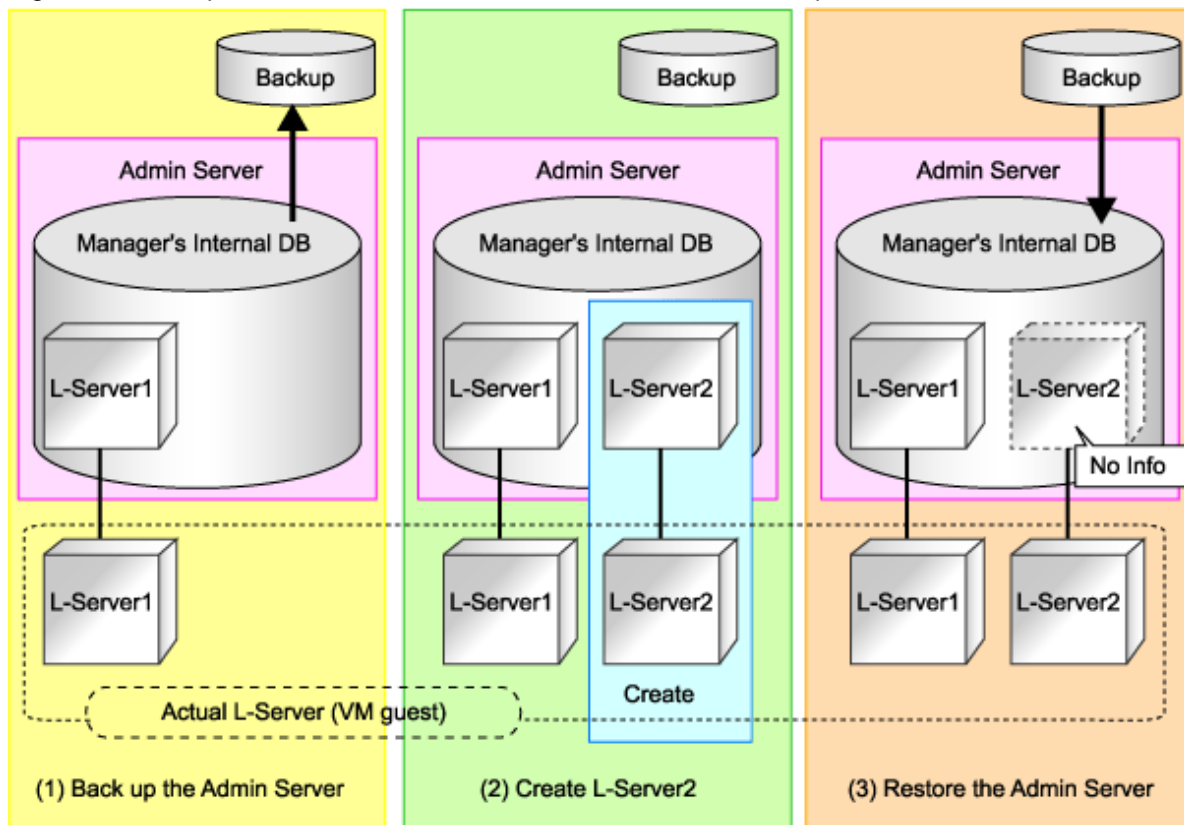 Backup
Admin Server
Manager's Internal DB
L-Server1
L-Server1
(1) Back up the Admin Server
Backup
Admin Server
Manager's Internal DB
L-Server1
L-Server2
L-Server1
L-Server2
Create
(2) Create L-Server2
Backup
Admin Server
Manager's Internal DB
L-Server1
L-Server2
No Info
L-Server1
L-Server2
(3) Restore the Admin Server
Actual L-Server (VM guest)